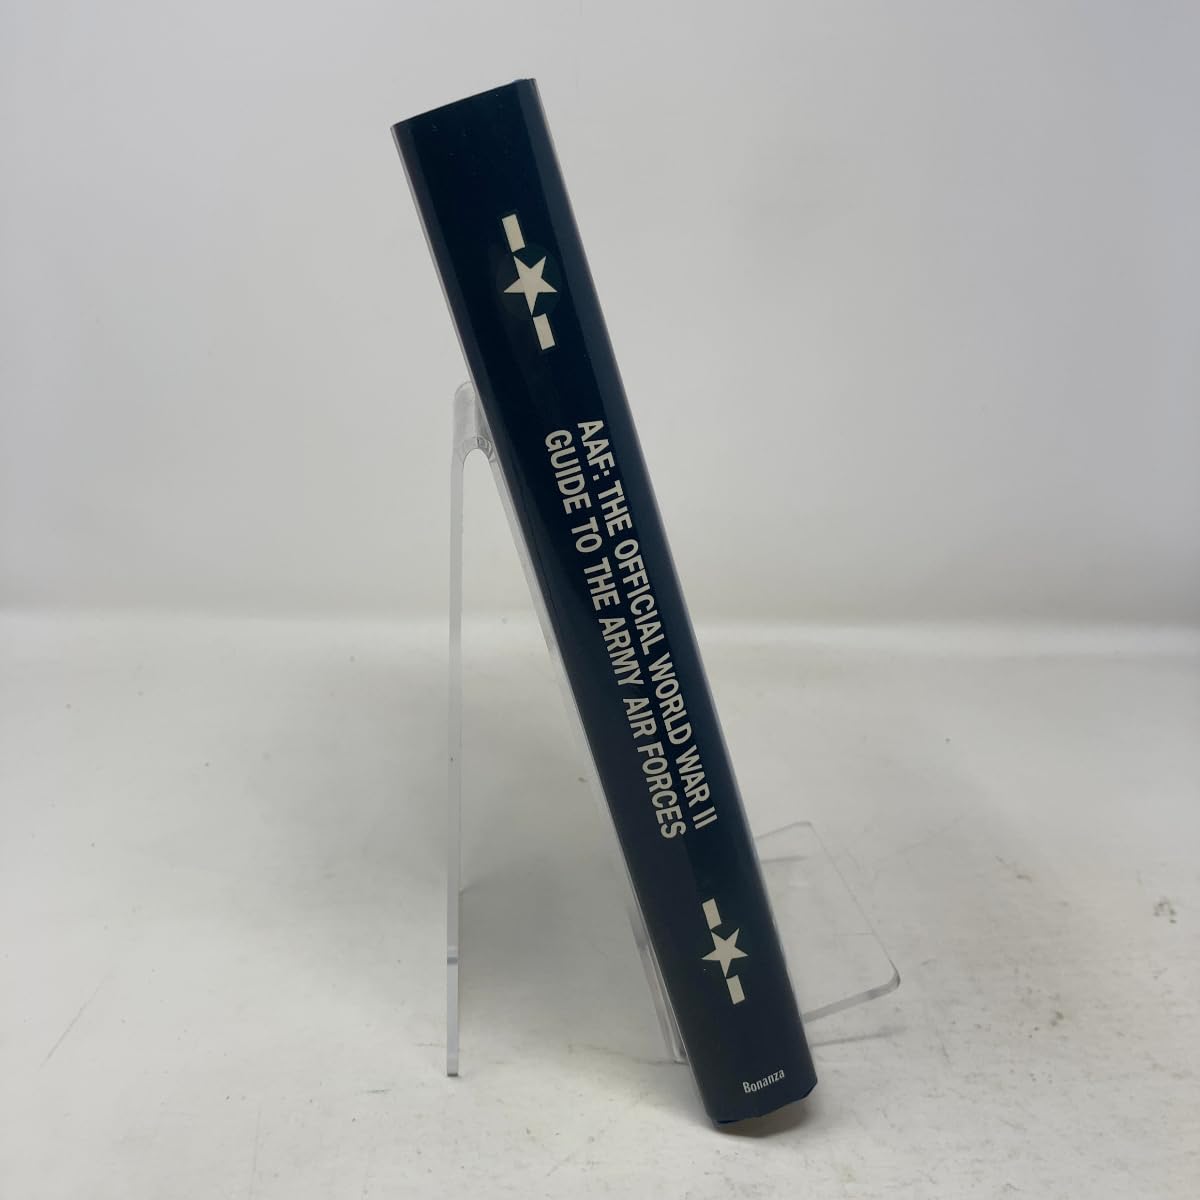 AAF: THE OFFICIAL WORLD WAR II
GUIDE TO THE ARMY AIR FORCES
Bonanza